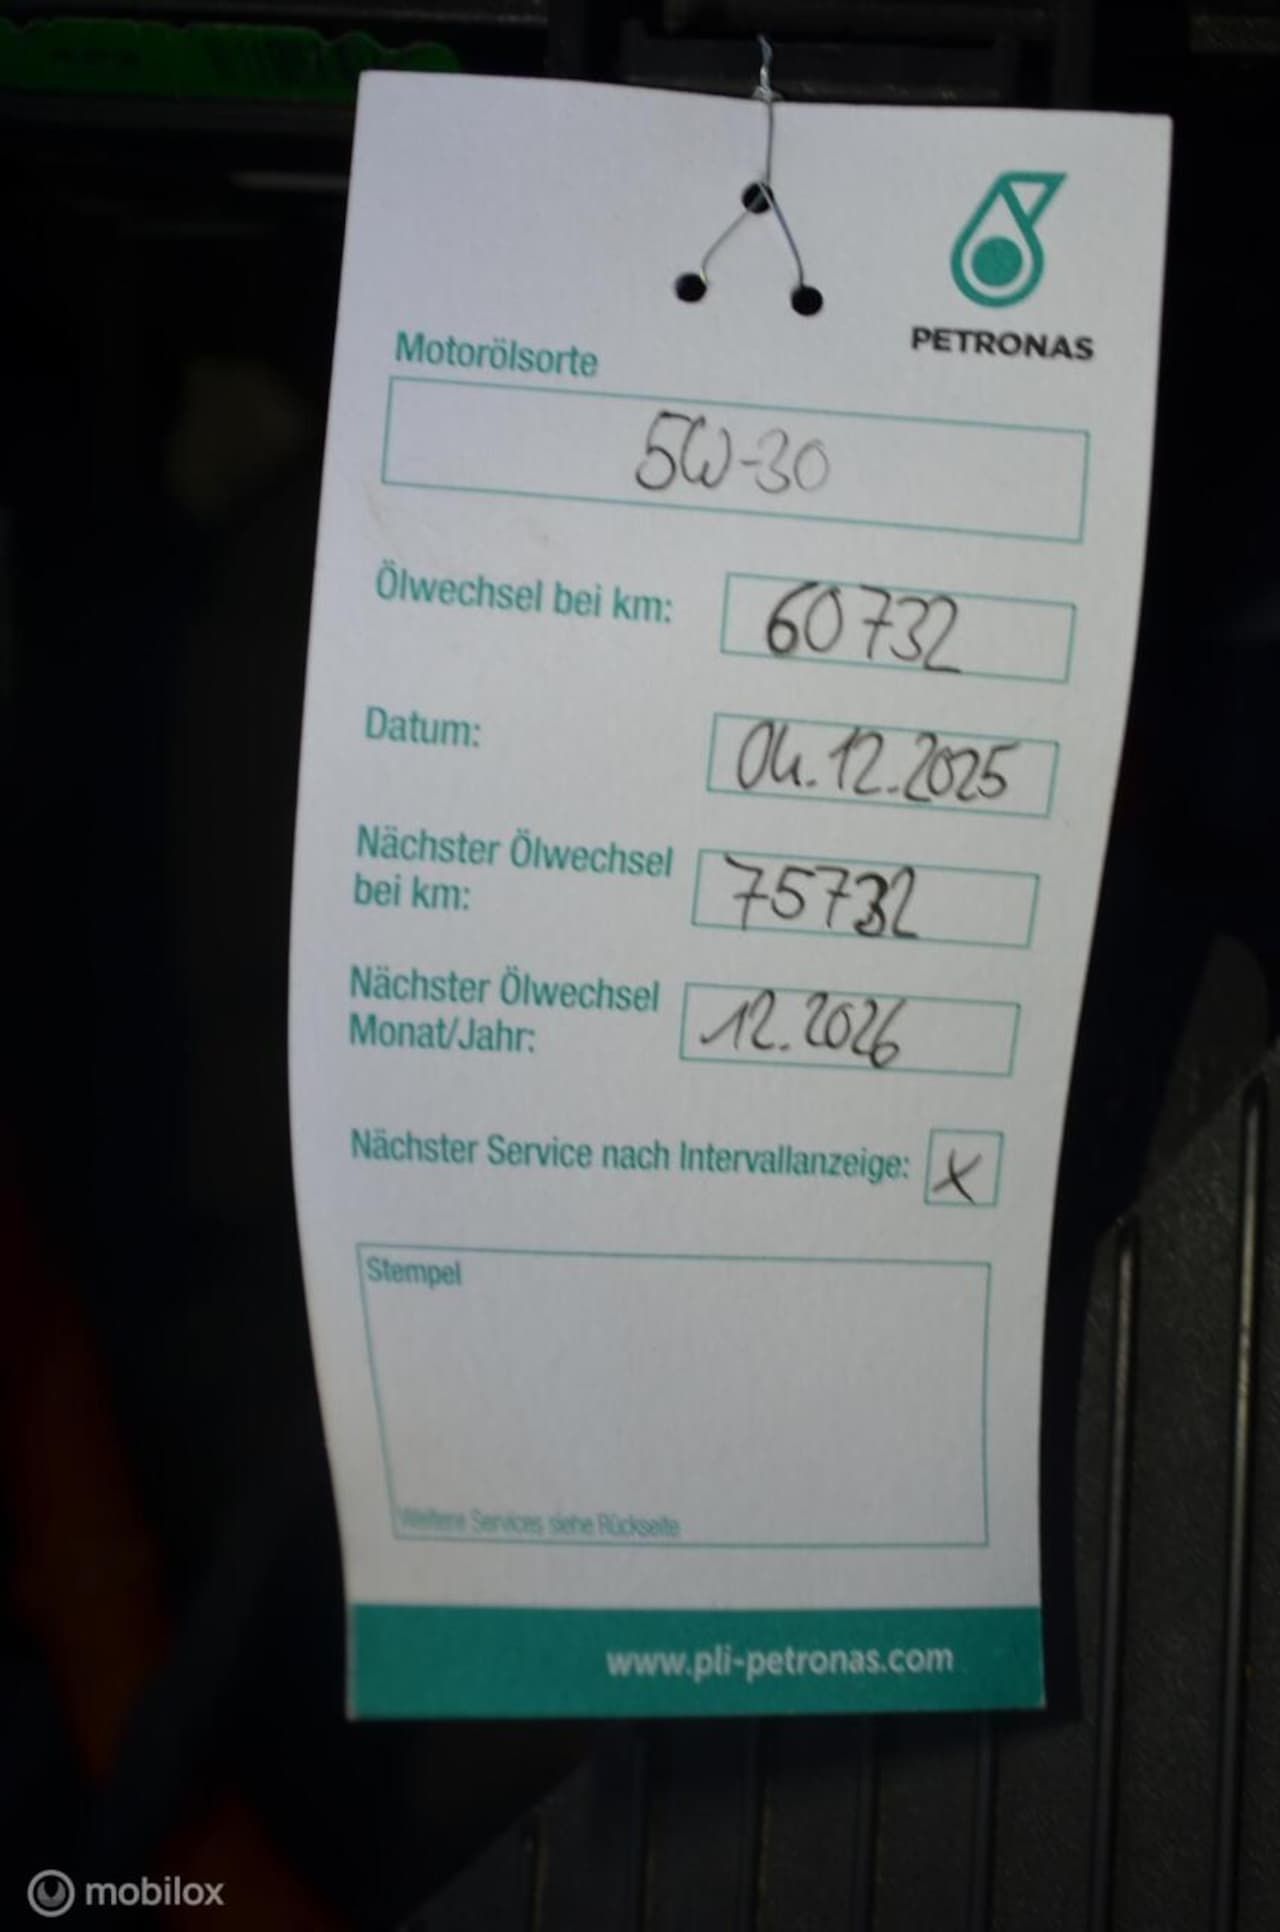 PETRONAS
Motorölsorte
5W-30
Ölwechsel bei km: 60732
Datum: 04.12.2025
Nächster Ölwechsel
bei km: 75732
Nächster Ölwechsel
Monat/Jahr: 12.2026
Nächster Service nach Intervallanzeige: X
Stempel
Weitere Services siehe Rückseite
www.pli-petronas.com
mobilox